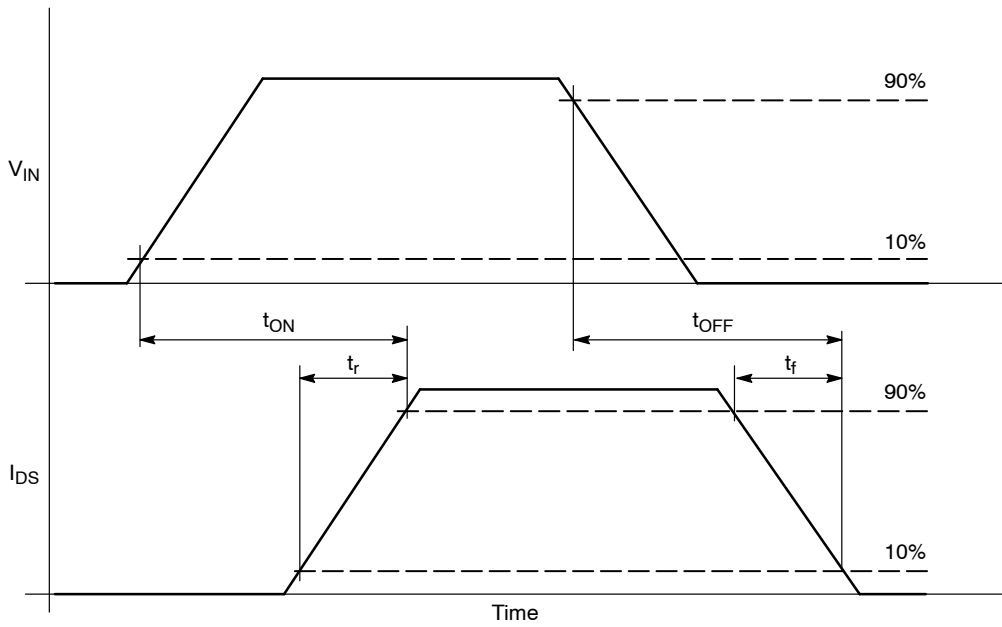 90%
V_IN
10%
t_ON
t_OFF
t_r
t_f
90%
I_DS
10%
Time